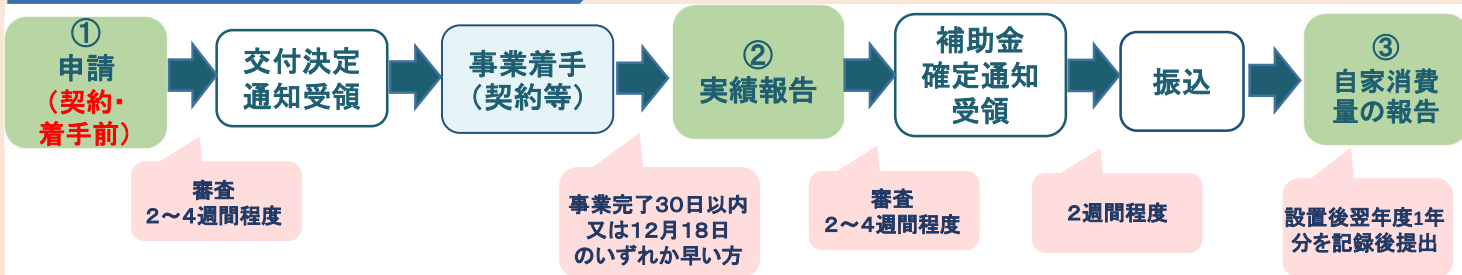 ①
申請
（契約・
着手前）
交付決定
通知受領
事業着手
（契約等）
②
実績報告
補助金
確定通知
受領
振込
③
自家消費
量の報告
審査
2～4週間程度
事業完了30日以内
又は12月18日
のいずれか早い方
審査
2～4週間程度
2週間程度
設置後翌年度1年
分を記録後提出